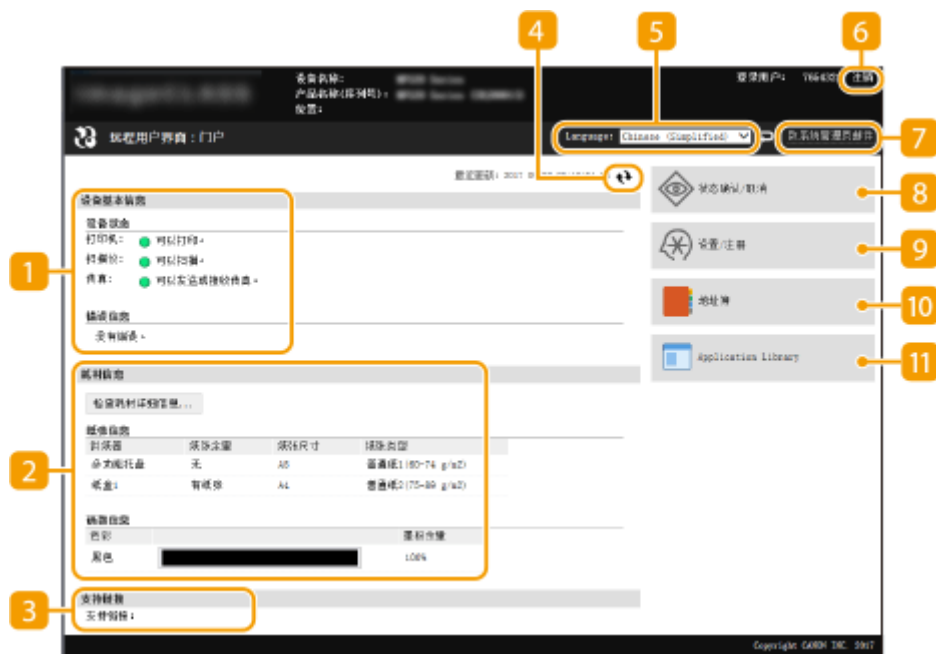 4
5
6
设备名称:
产品名称(序列号):
位置:
登录用户:
注销
远程用户界面:门户
Language: Chinese (Simplified)
致系统管理员邮件
7
最近更新: 2017
设备基本信息
设备状态
打印机: 可以打印。
扫描仪: 可以扫描。
传真: 可以发送或接收传真。
错误信息
没有错误。
1
状态确认/取消
8
设置/注册
9
地址簿
10
Application Library
11
耗材信息
检查耗材详细信息...
纸张信息
供纸器 纸张余量 纸张尺寸 纸张类型
多功能托盘 无 A5 普通纸1(60-74 g/m2)
纸盒1 有纸张 A4 普通纸2(75-89 g/m2)
2
色彩 墨粉余量
黑色 100%
支持链接
支持链接:
3
Copyright CANON INC. 2017